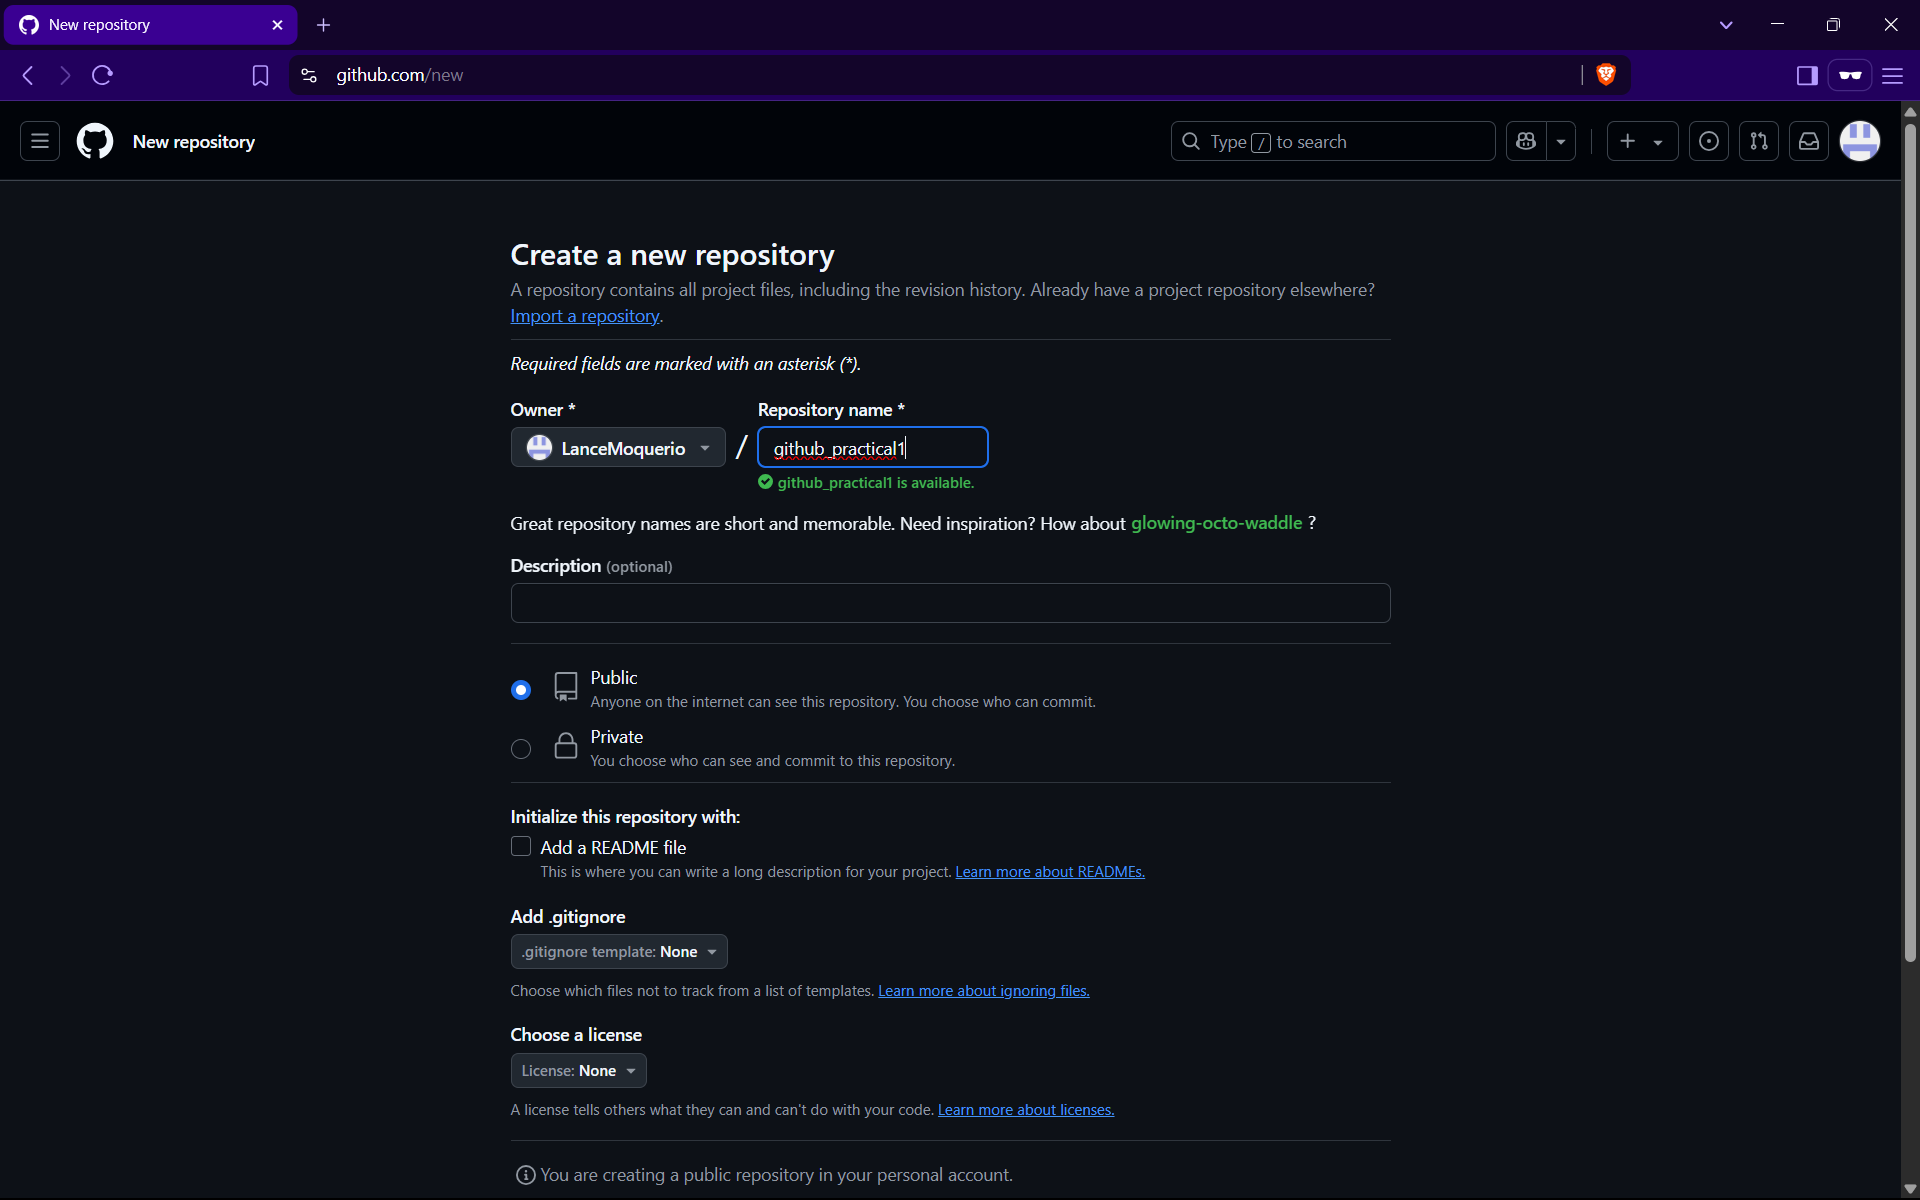 New repository
github.com/new
New repository
Type / to search
Create a new repository
A repository contains all project files, including the revision history. Already have a project repository elsewhere?
Import a repository.
Required fields are marked with an asterisk (*).
Owner * Repository name *
LanceMoquerio / github_practical1
github_practical1 is available.
Great repository names are short and memorable. Need inspiration? How about glowing-octo-waddle ?
Description (optional)
Public
Anyone on the internet can see this repository. You choose who can commit.
Private
You choose who can see and commit to this repository.
Initialize this repository with:
Add a README file
This is where you can write a long description for your project. Learn more about READMEs.
Add .gitignore
.gitignore template: None
Choose which files not to track from a list of templates. Learn more about ignoring files.
Choose a license
License: None
A license tells others what they can and can't do with your code. Learn more about licenses.
You are creating a public repository in your personal account.